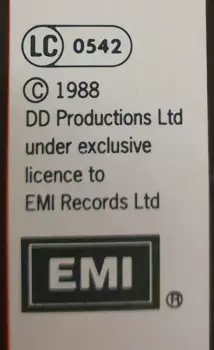 LC 0542
© 1988
DD Productions Ltd
under exclusive
licence to
EMI Records Ltd
EMI ®